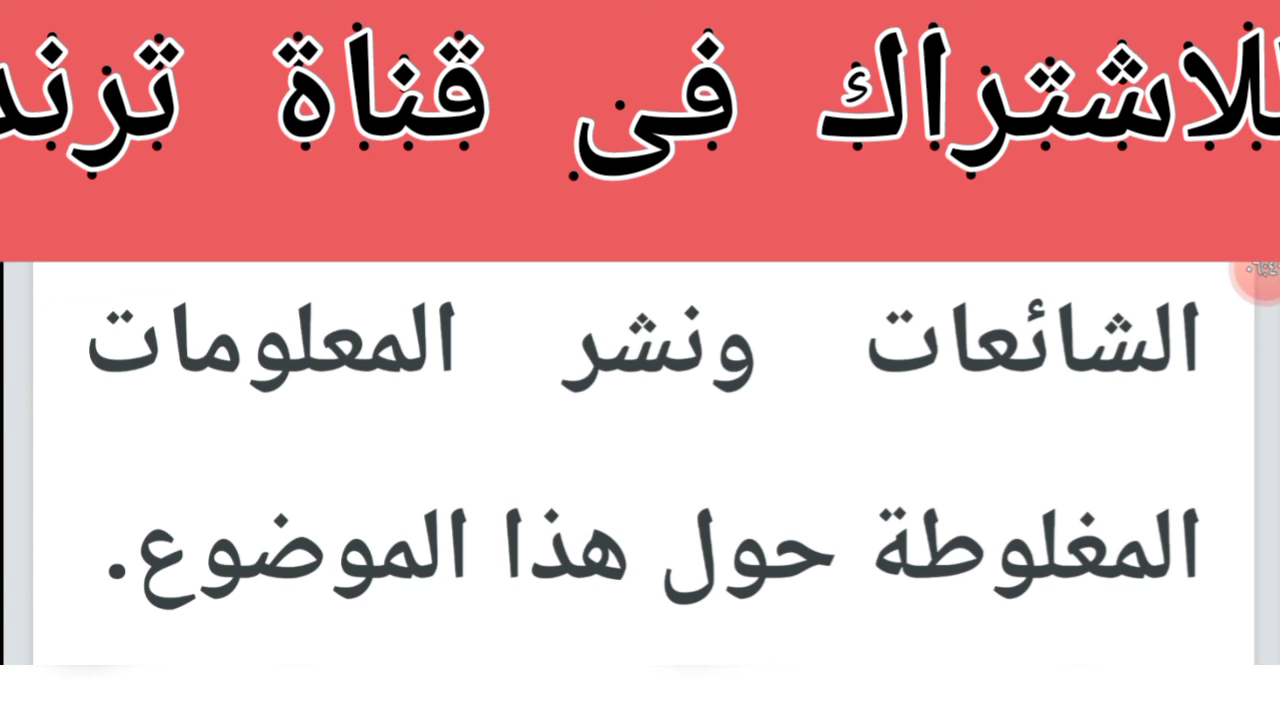 للاشتراك فى قناة ترند
الشائعات ونشر المعلومات
المغلوطة حول هذا الموضوع.